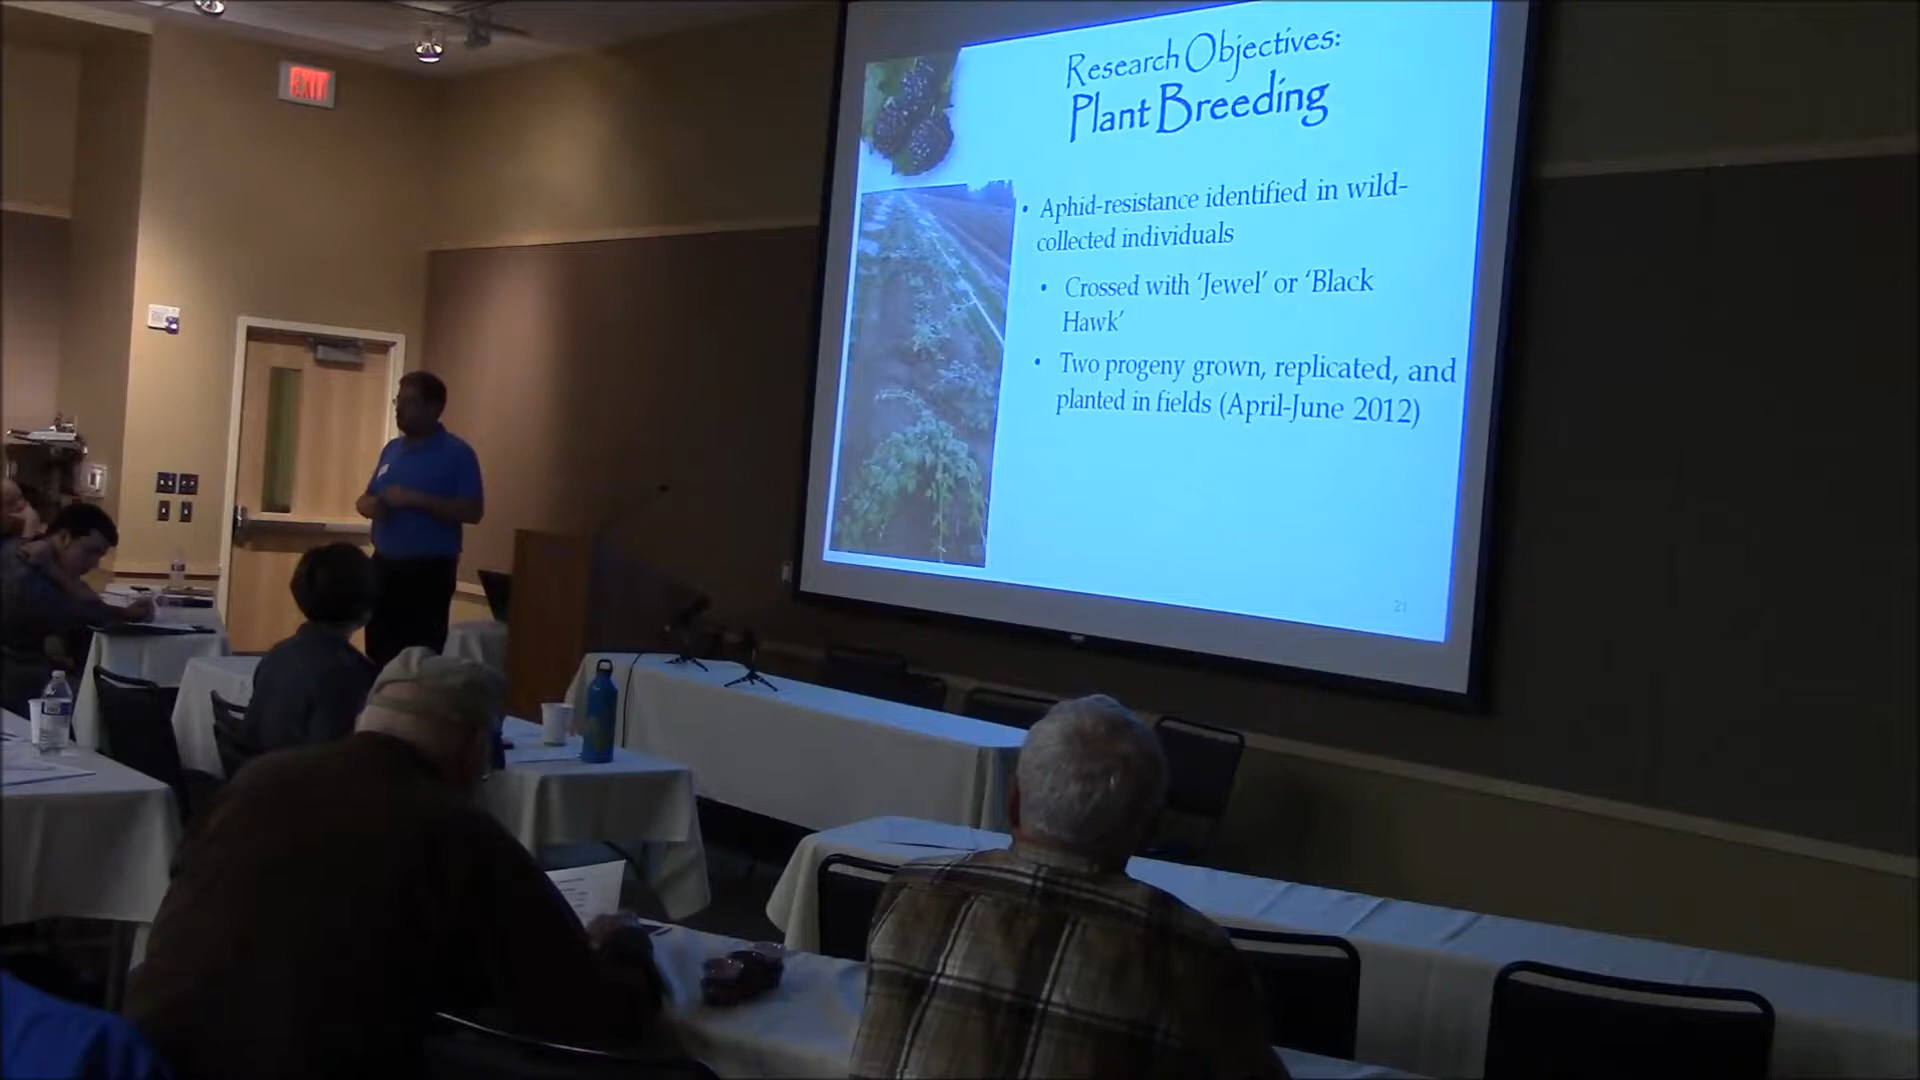 EXIT
Research Objectives:
Plant Breeding
• Aphid-resistance identified in wild-
collected individuals
• Crossed with ‘Jewel’ or ‘Black
Hawk’
• Two progeny grown, replicated, and
planted in fields (April-June 2012)
21